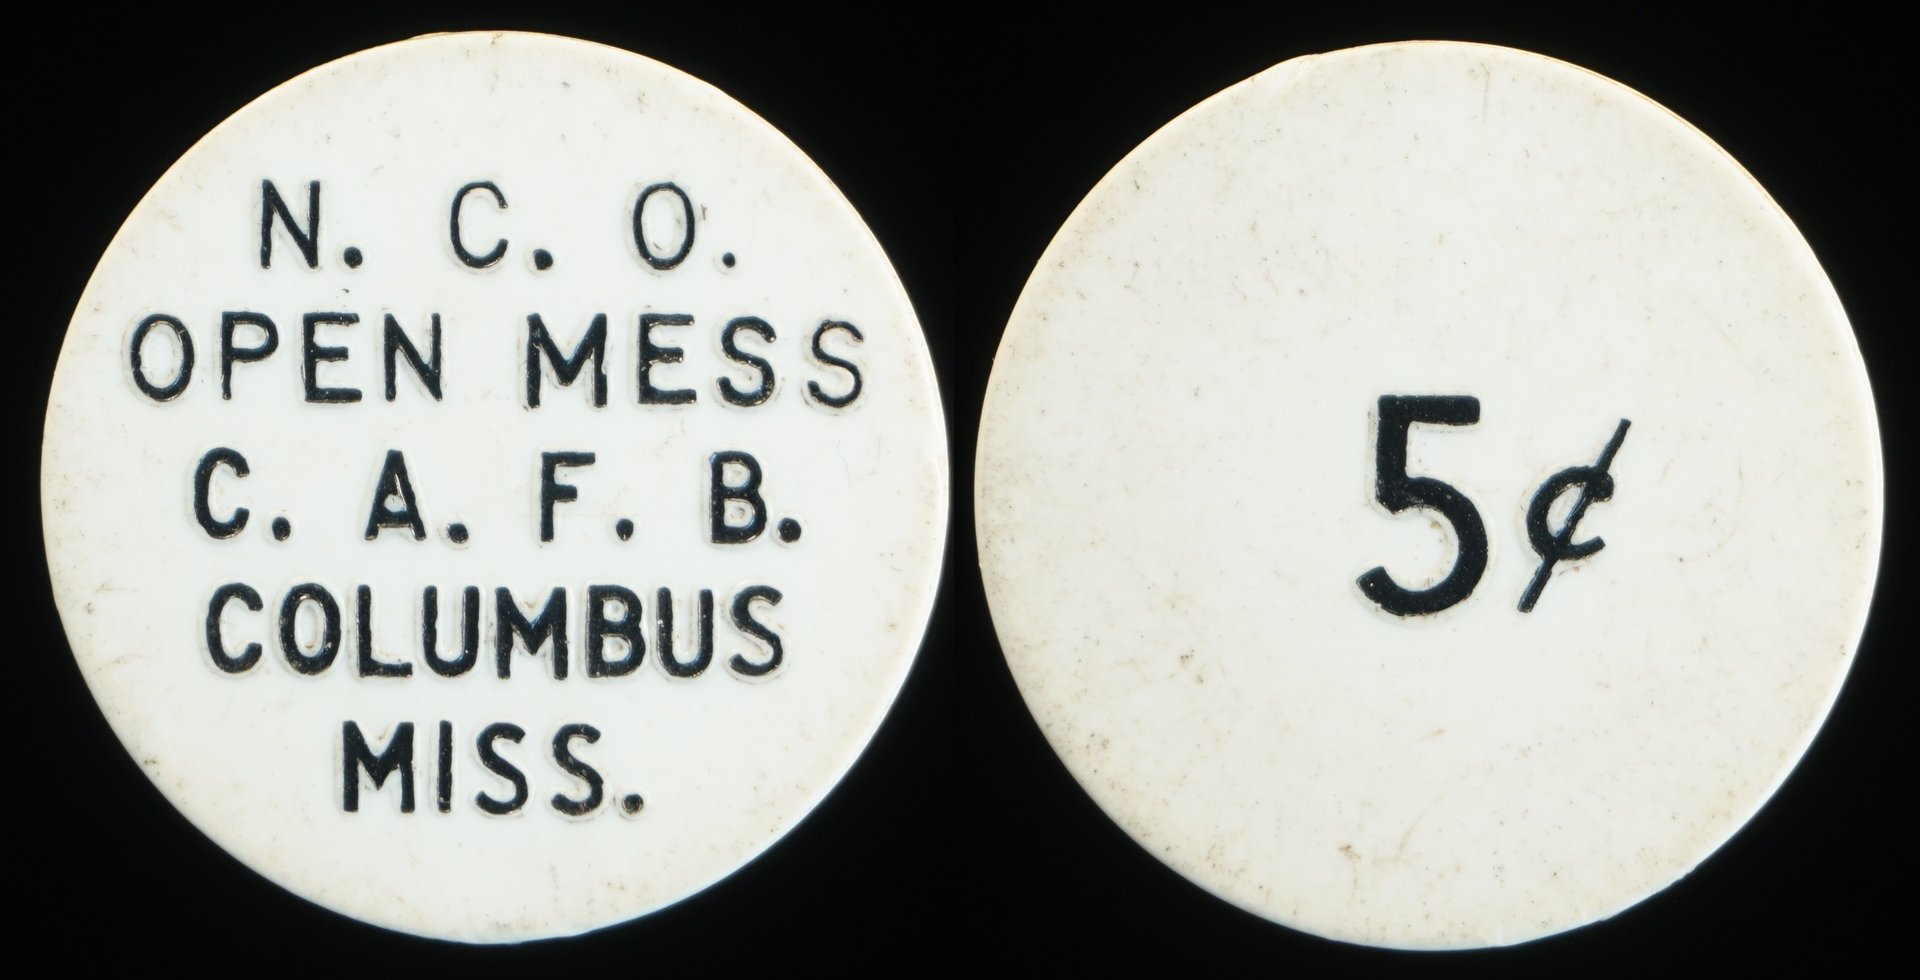 N. C. O.
OPEN MESS
C. A. F. B.
COLUMBUS
MISS.
5¢